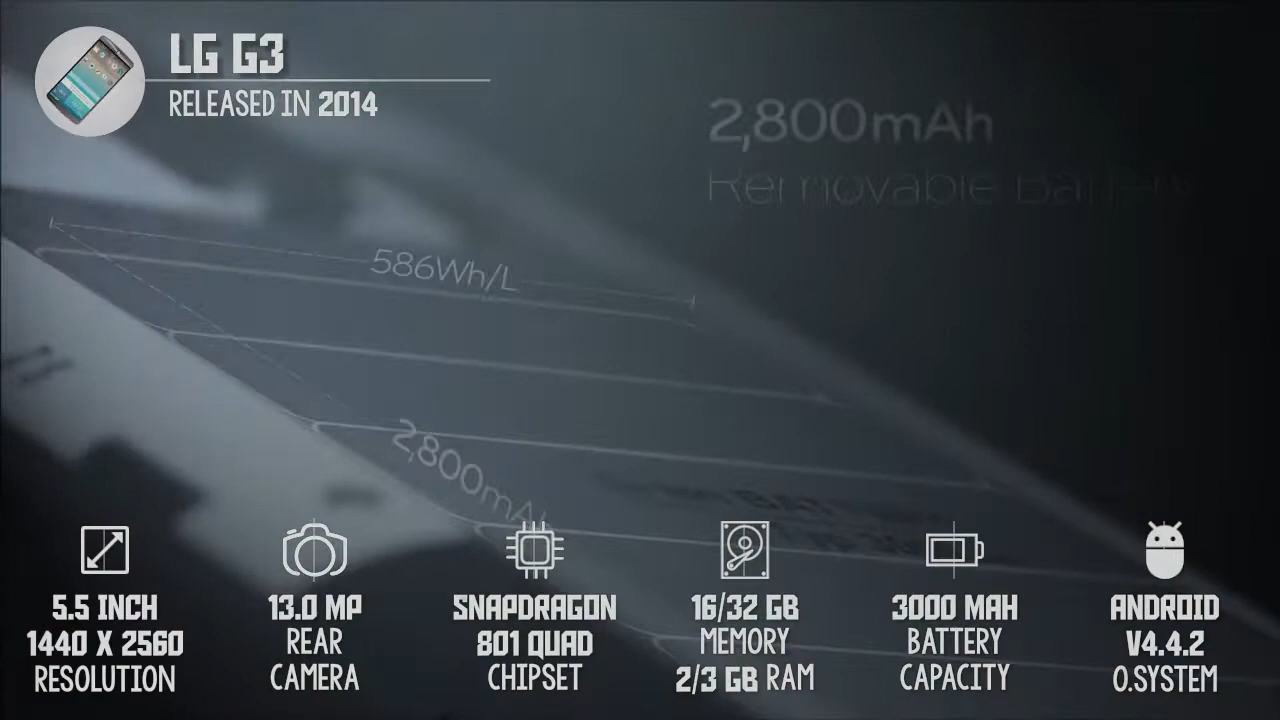 LG G3
RELEASED IN 2014
2,800mAh
Removable Battery
586Wh/L
2,800mAh
5.5 INCH
1440 X 2560
RESOLUTION
13.0 MP
REAR
CAMERA
SNAPDRAGON
801 QUAD
CHIPSET
16/32 GB
MEMORY
2/3 GB RAM
3000 MAH
BATTERY
CAPACITY
ANDROID
V4.4.2
O.SYSTEM